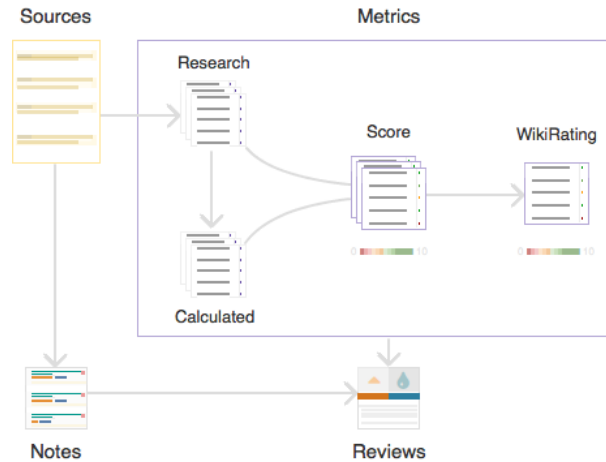 Sources
Metrics
Research
Score
WikiRating
0 10
0 10
Calculated
Notes
Reviews